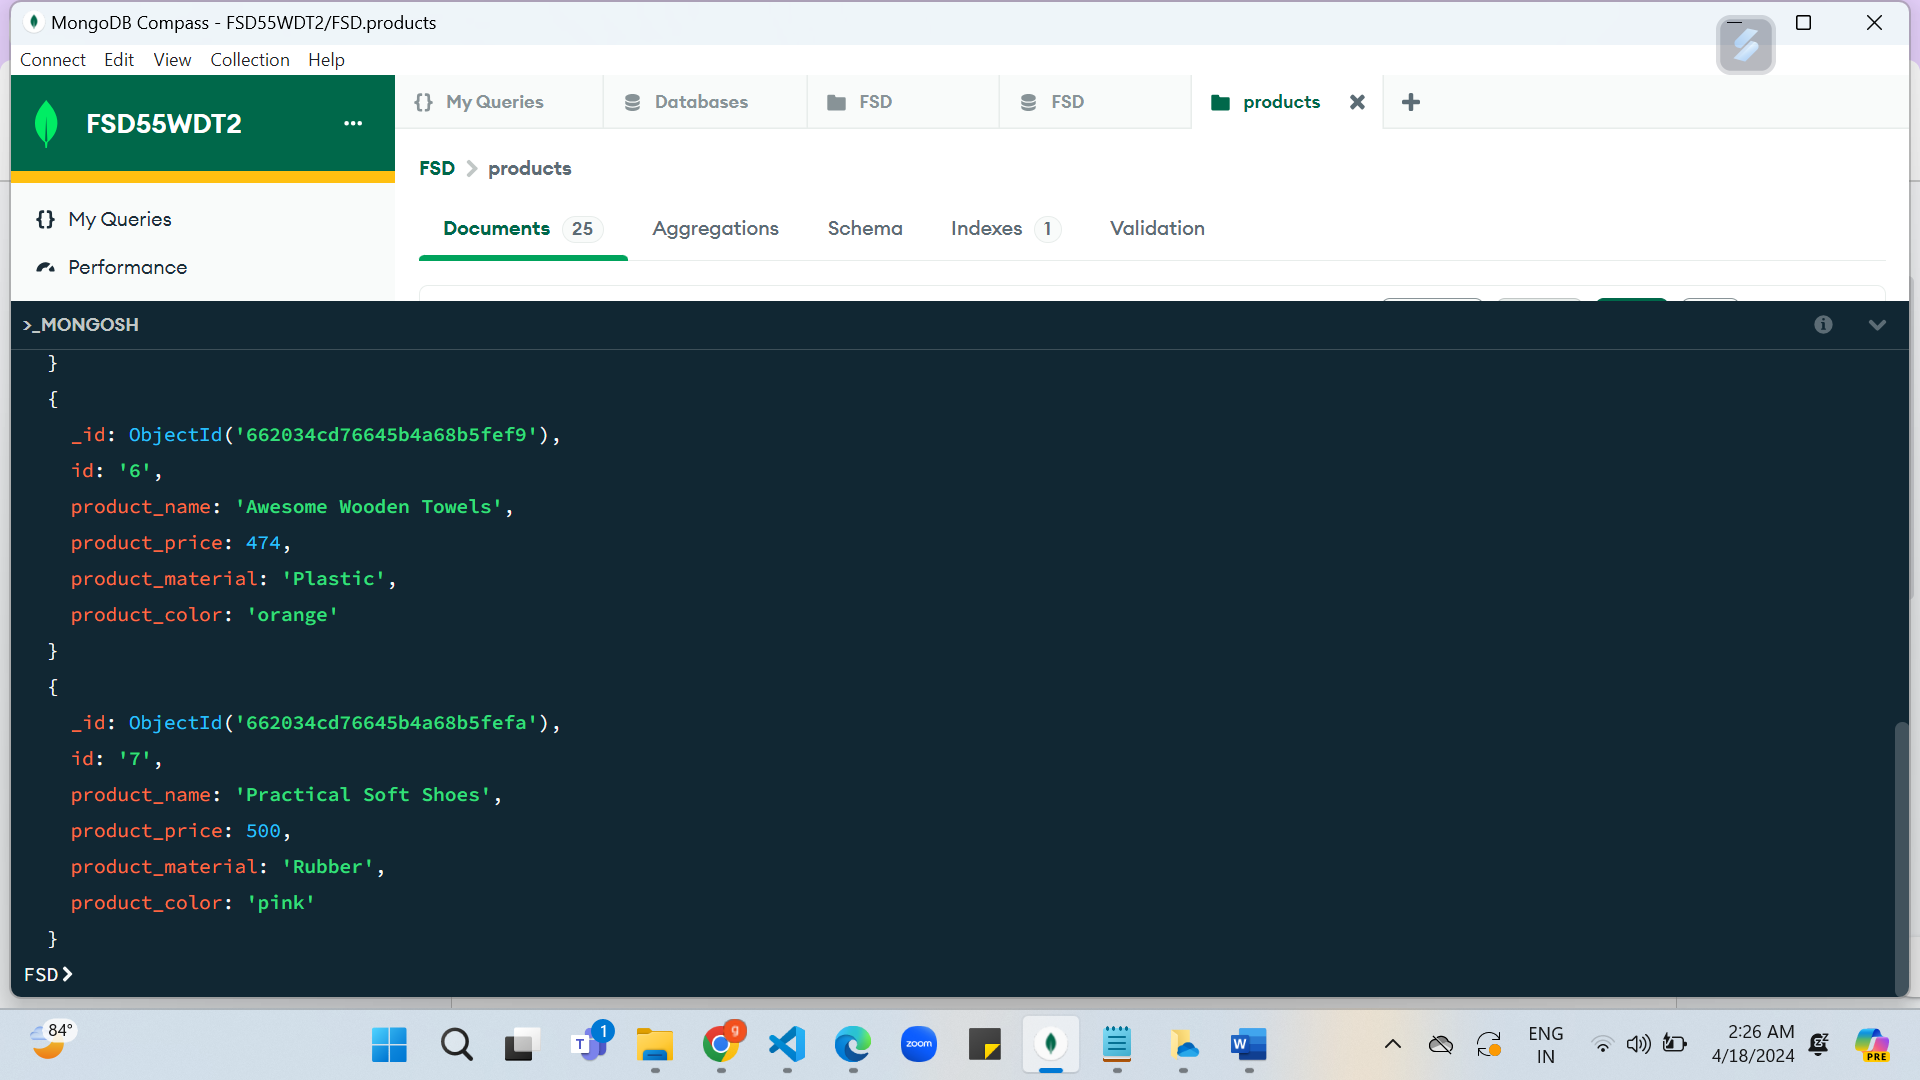 MongoDB Compass - FSD55WDT2/FSD.products
Connect Edit View Collection Help
FSD55WDT2 ...
{} My Queries Databases FSD FSD products
FSD > products
My Queries
Documents 25 Aggregations Schema Indexes 1 Validation
Performance
>_MONGOSH
}
{
_id: ObjectId('662034cd76645b4a68b5fef9'),
id: '6',
product_name: 'Awesome Wooden Towels',
product_price: 474,
product_material: 'Plastic',
product_color: 'orange'
}
{
_id: ObjectId('662034cd76645b4a68b5fefa'),
id: '7',
product_name: 'Practical Soft Shoes',
product_price: 500,
product_material: 'Rubber',
product_color: 'pink'
}
FSD>
84°
T 1
g
zoom
W
ENG
IN
2:26 AM
4/18/2024
PRE